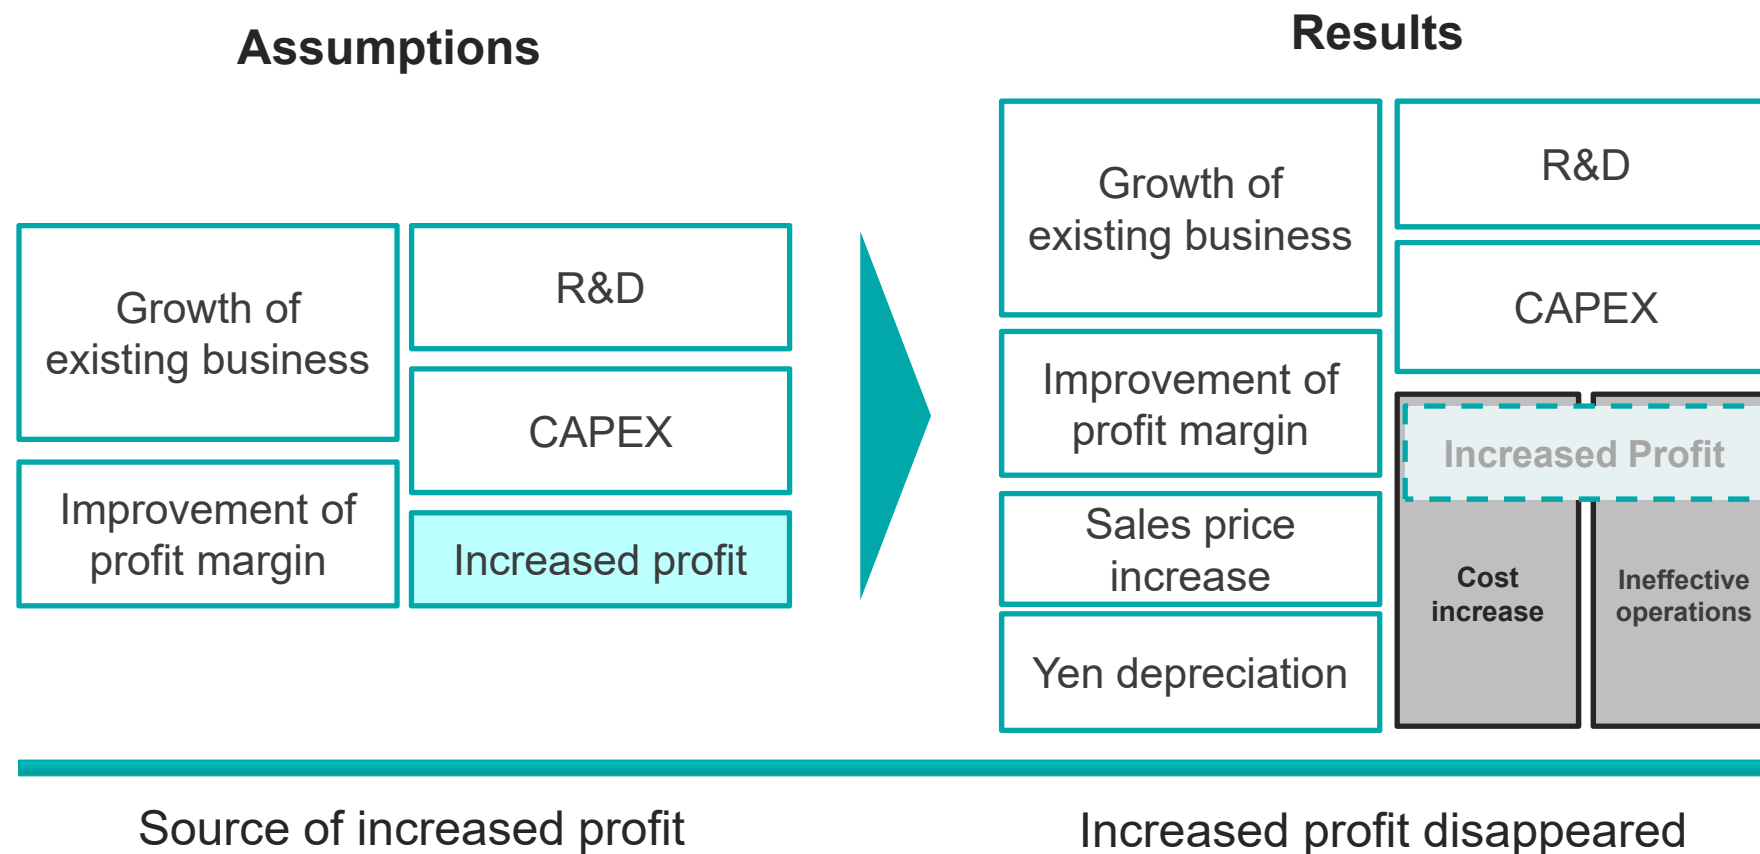 Assumptions
Growth of
existing business
Improvement of
profit margin
R&D
CAPEX
Increased profit
Source of increased profit
Results
Growth of
existing business
Improvement of
profit margin
Sales price
increase
Yen depreciation
R&D
CAPEX
Increased Profit
Cost
increase
Ineffective
operations
Increased profit disappeared